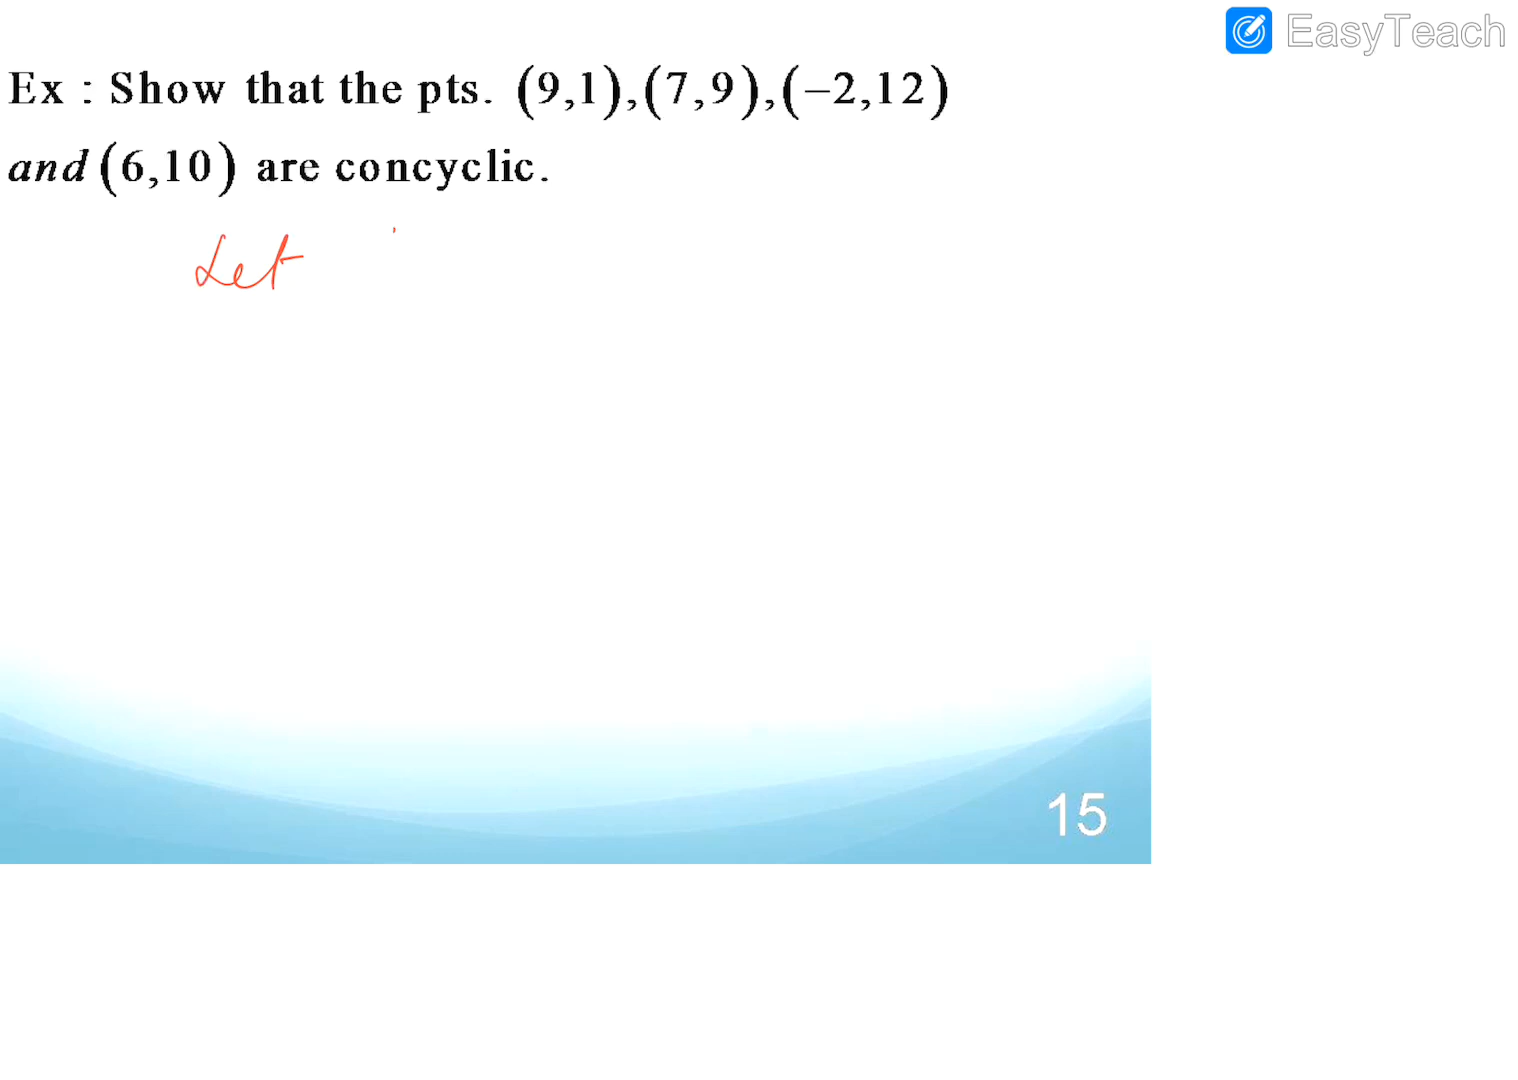 EasyTeach
Ex : Show that the pts. (9,1),(7,9),(−2,12)
and (6,10) are concyclic.
Let
15